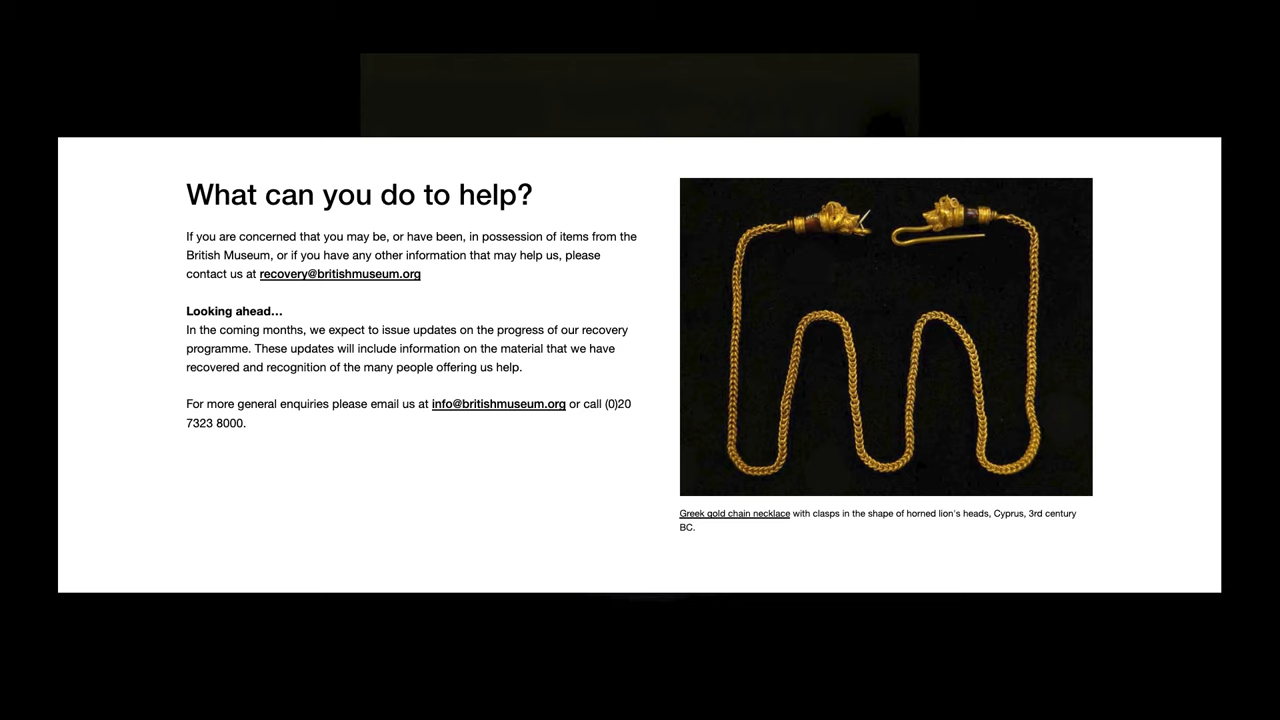 What can you do to help?
If you are concerned that you may be, or have been, in possession of items from the
British Museum, or if you have any other information that may help us, please
contact us at recovery@britishmuseum.org
Looking ahead...
In the coming months, we expect to issue updates on the progress of our recovery
programme. These updates will include information on the material that we have
recovered and recognition of the many people offering us help.
For more general enquiries please email us at info@britishmuseum.org or call (0)20
7323 8000.
Greek gold chain necklace with clasps in the shape of horned lion's heads, Cyprus, 3rd century
BC.